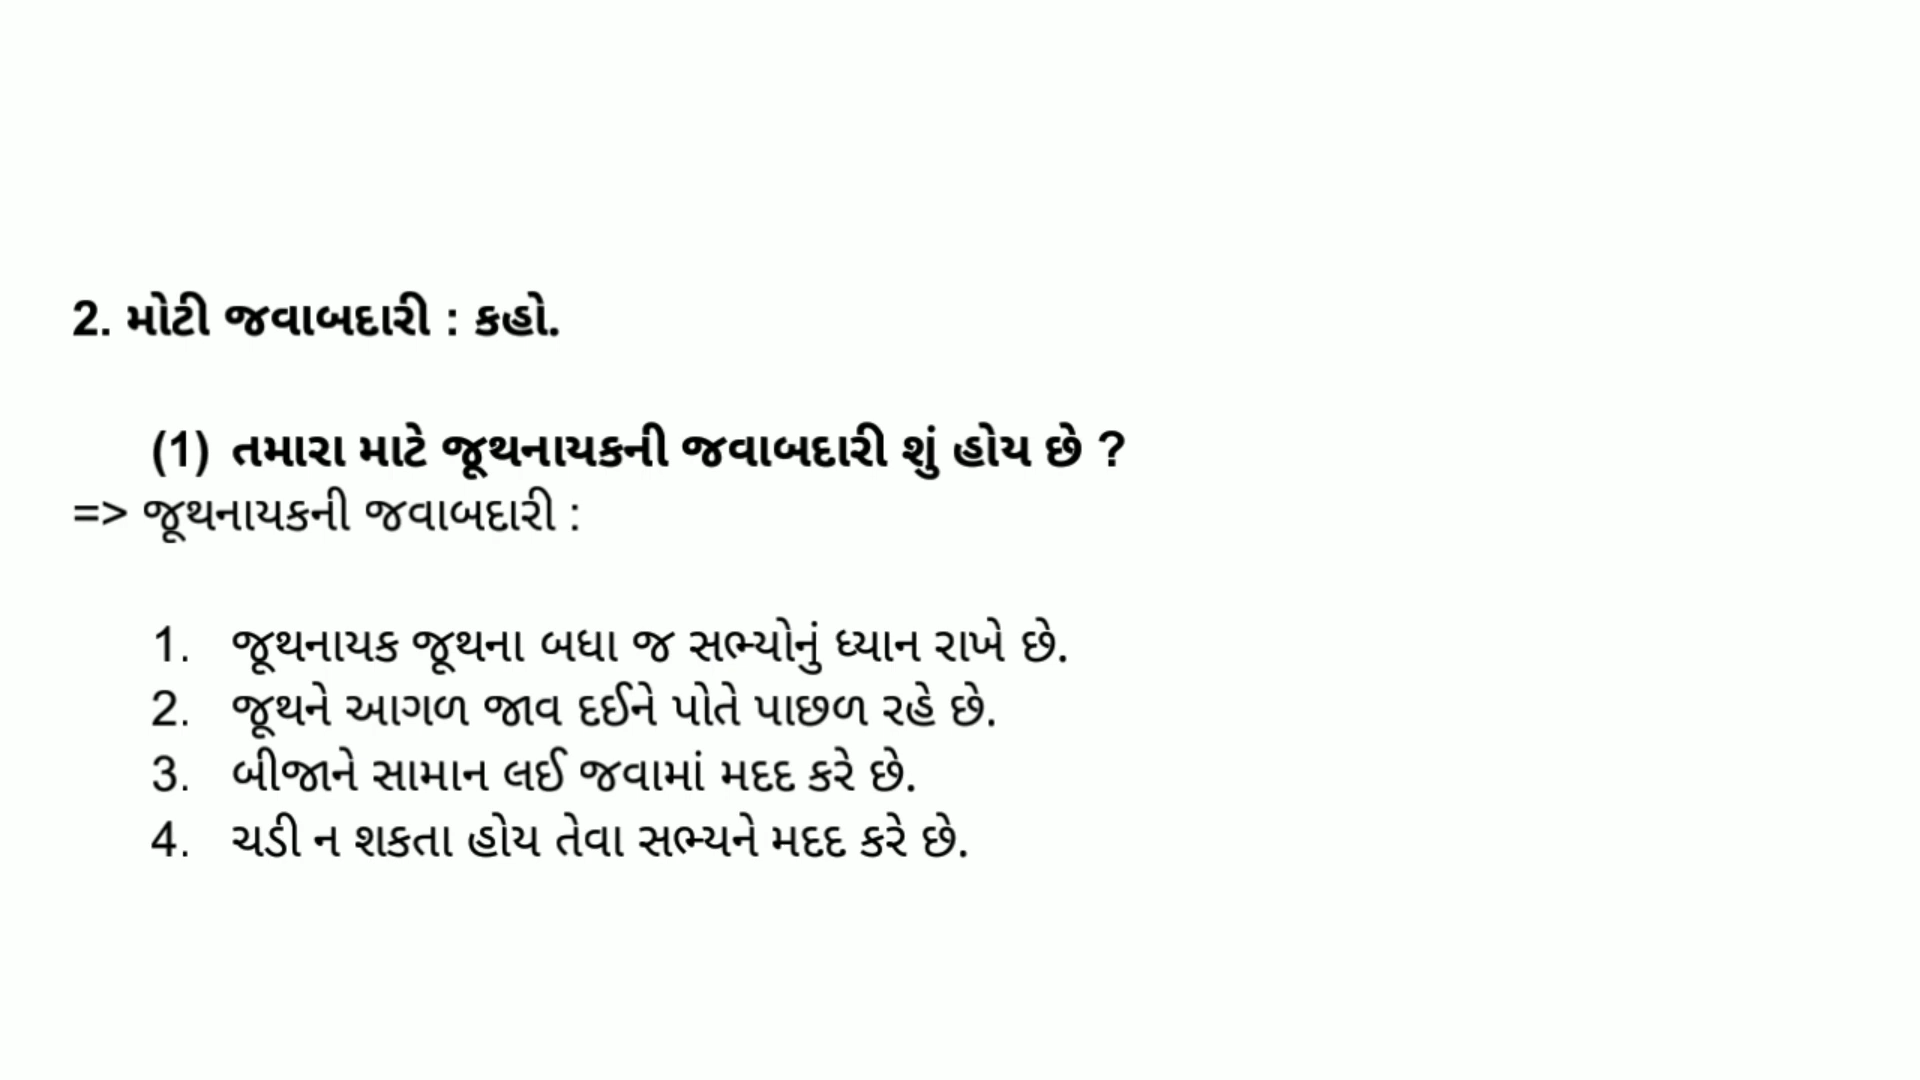 2. મોટી જવાબદારી : કહો.
(1) તમારા માટે જૂથનાયકની જવાબદારી શું હોય છે ?
=> જૂથનાયકની જવાબદારી :
1. જૂથનાયક જૂથના બધા જ સભ્યોનું ધ્યાન રાખે છે.
2. જૂથને આગળ જાવ દઈને પોતે પાછળ રહે છે.
3. બીજાને સામાન લઈ જવામાં મદદ કરે છે.
4. ચડી ન શકતા હોય તેવા સભ્યને મદદ કરે છે.